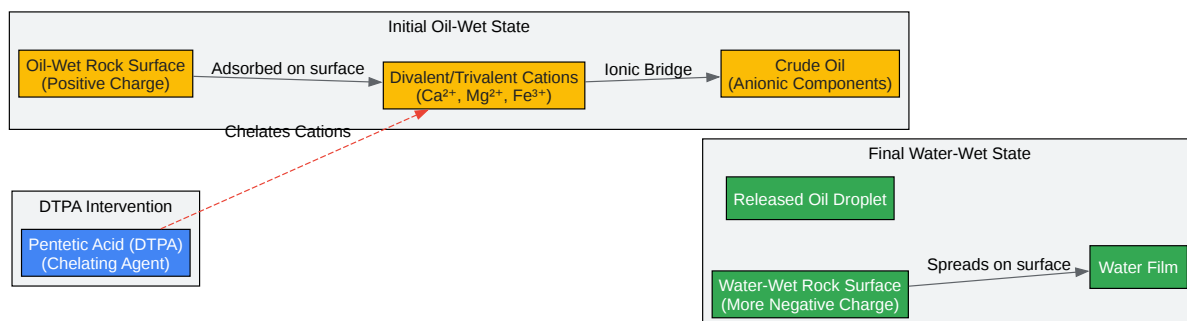 Initial Oil-Wet State
Oil-Wet Rock Surface
(Positive Charge)
Adsorbed on surface
Divalent/Trivalent Cations
(Ca²⁺, Mg²⁺, Fe³⁺)
Ionic Bridge
Crude Oil
(Anionic Components)
Chelates Cations
DTPA Intervention
Pentetic Acid (DTPA)
(Chelating Agent)
Final Water-Wet State
Released Oil Droplet
Water-Wet Rock Surface
(More Negative Charge)
Spreads on surface
Water Film